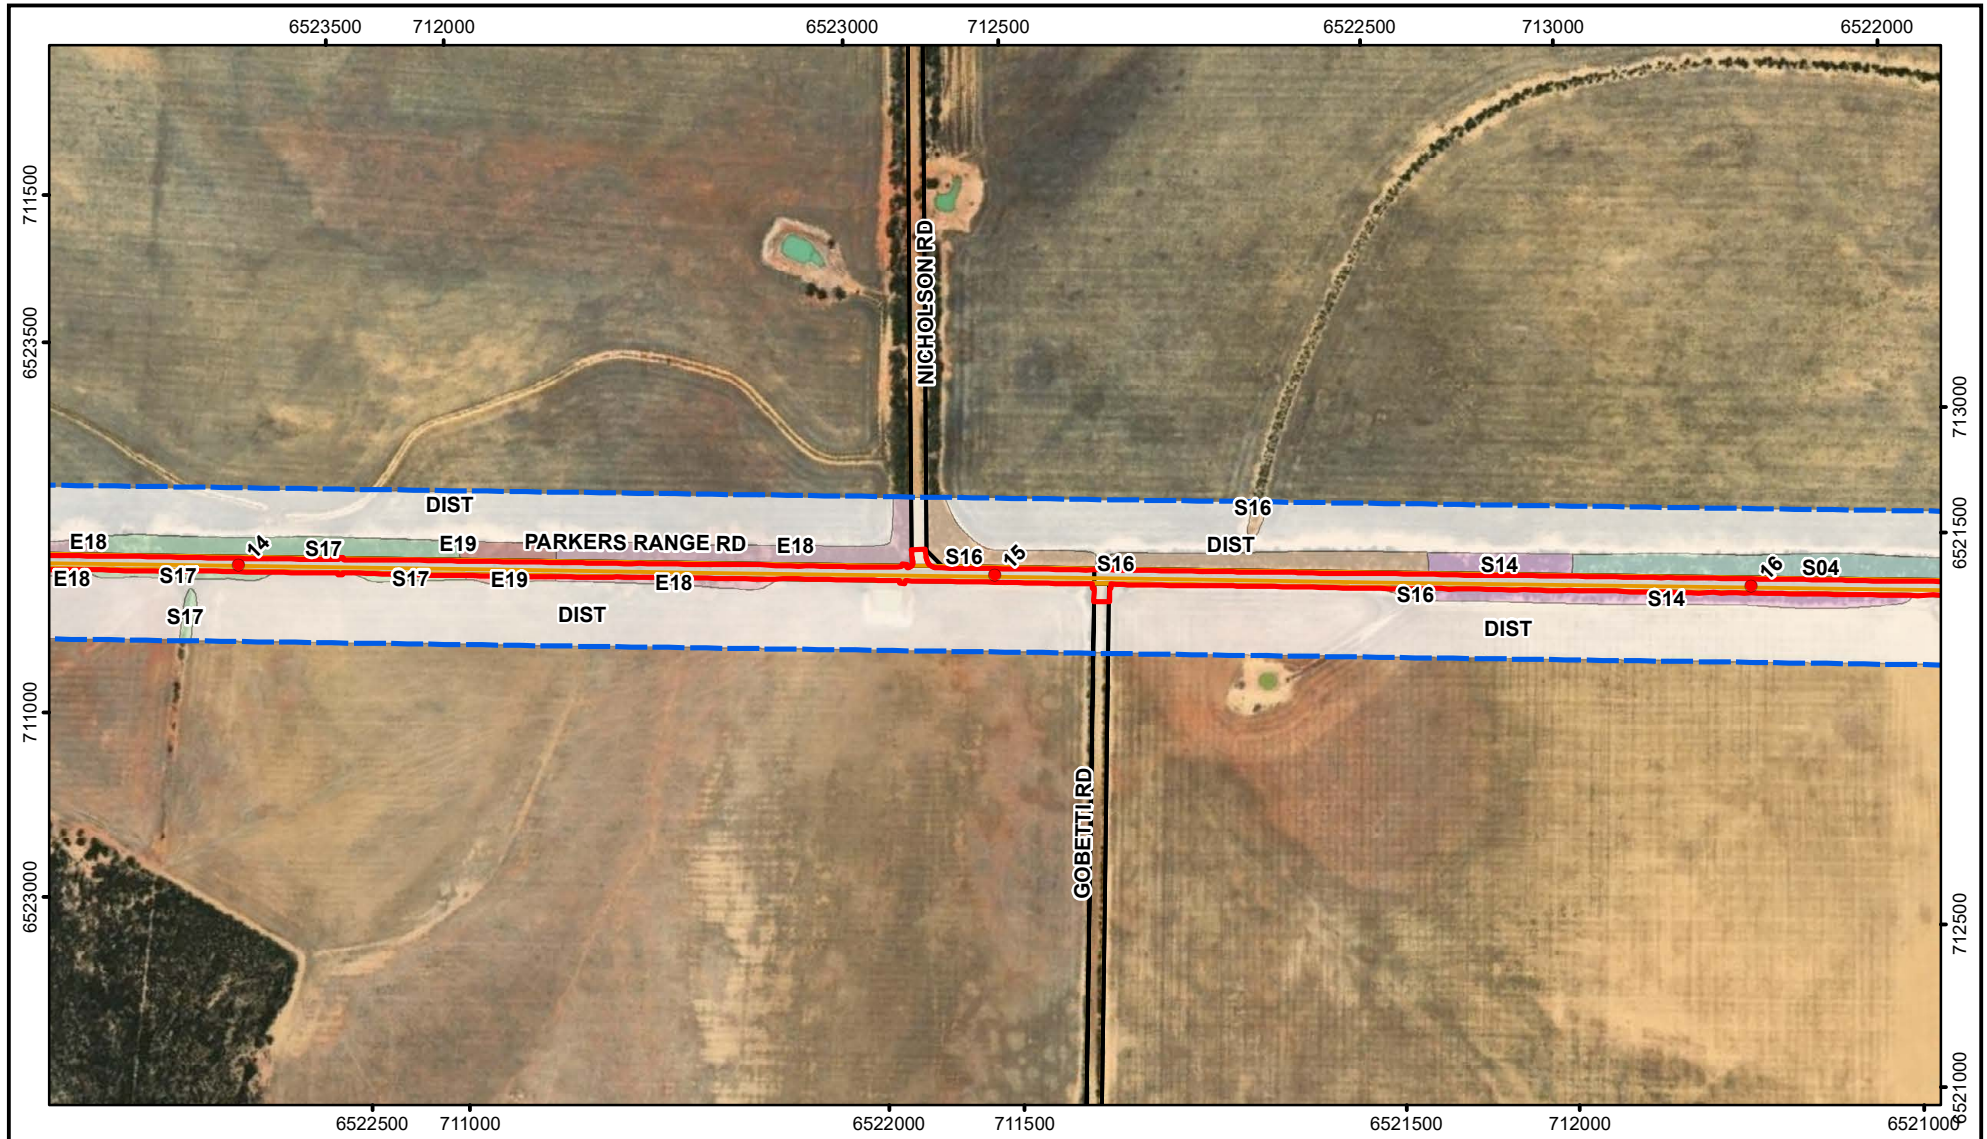 6523500 712000 6523000 712500 6522500 713000 6522000
711500
6523500
711000
6523000
NICHOLSON RD
713000
6521500
712500
6521000
DIST
S16
E18 S17 E19 PARKERS RANGE RD E18
14
S16 15 S16 DIST S14 16 S04
E18 S17 S17 E19 E18 S16 S14
S17 DIST DIST
GOBETTI RD
6522500 711000 6522000 711500 6521500 712000 6521000